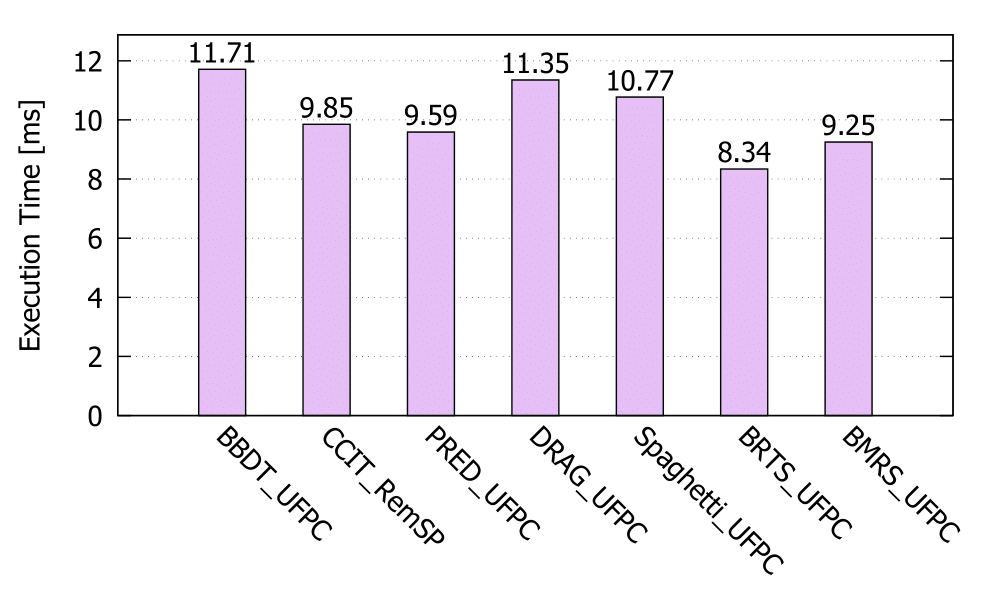 Execution Time [ms]
12
10
8
6
4
2
0
11.71
9.85
9.59
11.35
10.77
8.34
9.25
BBDT_UFPC
CCIT_RemSP
PRED_UFPC
DRAG_UFPC
Spaghetti_UFPC
BRTS_UFPC
BMRS_UFPC